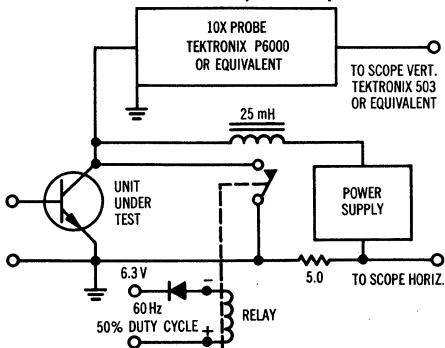 10X PROBE
TEKTRONIX P6000
OR EQUIVALENT
TO SCOPE VERT.
TEKTRONIX 503
OR EQUIVALENT
25 mH
UNIT
UNDER
TEST
POWER
SUPPLY
5.0
TO SCOPE HORIZ.
6.3 V
−
60 Hz
RELAY
50% DUTY CYCLE
+